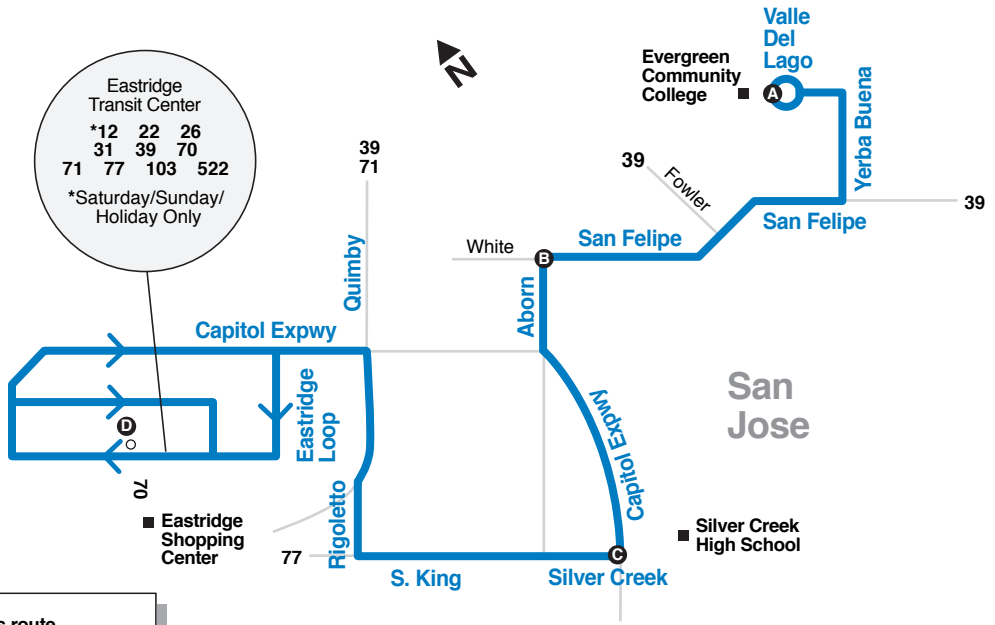 Valle
Del
Lago
Evergreen
Community
College
A
Yerba Buena
N
Eastridge
Transit Center
*12 22 26
31 39 70
71 77 103 522
*Saturday/Sunday/
Holiday Only
39
71
39
Fowler
39
San Felipe
San Felipe
White
B
Quimby
Aborn
Capitol Expwy
Eastridge
Loop
San
Jose
Capitol Expwy
D
70
Eastridge
Shopping
Center
Rigoletto
77
S. King
Silver Creek
C
Silver Creek
High School
s route